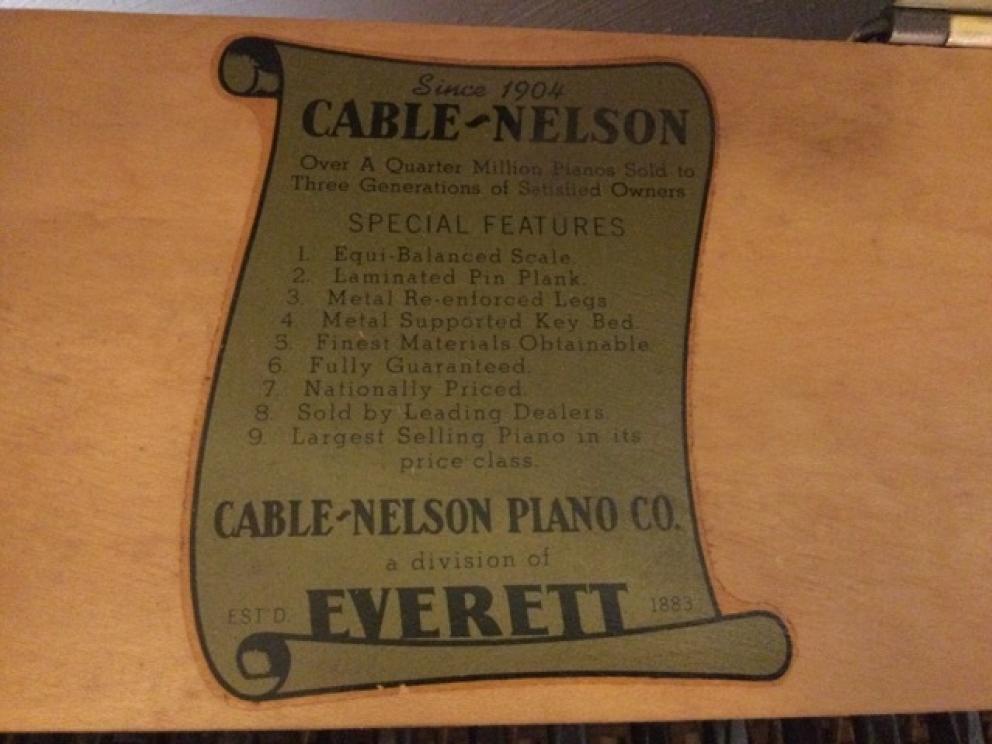 Since 1904
CABLE-NELSON
Over A Quarter Million Pianos Sold to
Three Generations of Satisfied Owners
SPECIAL FEATURES
1. Equi-Balanced Scale.
2. Laminated Pin Plank.
3. Metal Re-enforced Legs
4. Metal Supported Key Bed.
5. Finest Materials Obtainable
6. Fully Guaranteed.
7. Nationally Priced.
8. Sold by Leading Dealers.
9. Largest Selling Piano in its
price class.
CABLE-NELSON PIANO CO.
a division of
EST'D. EVERETT 1883